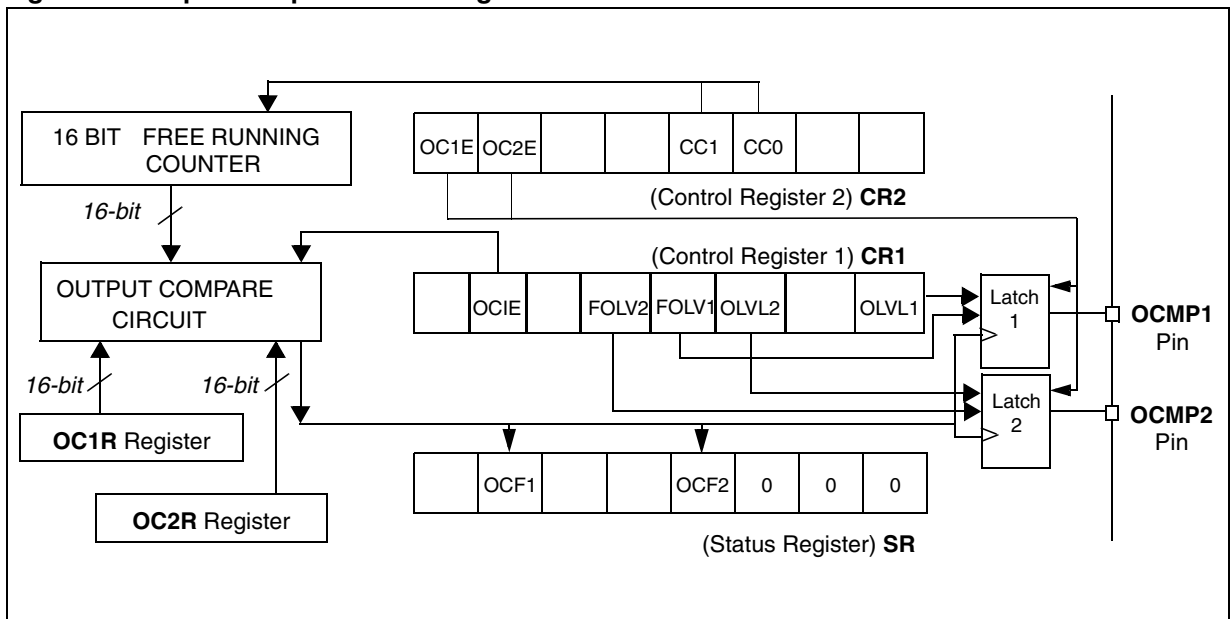 16 BIT FREE RUNNING
COUNTER
OC1E OC2E CC1 CC0
(Control Register 2) CR2
16-bit
(Control Register 1) CR1
OUTPUT COMPARE
CIRCUIT
OCIE FOLV2 FOLV1 OLVL2 OLVL1
Latch
1
OCMP1
Pin
16-bit 16-bit
Latch
2
OCMP2
Pin
OC1R Register
OCF1 OCF2 0 0 0
OC2R Register
(Status Register) SR